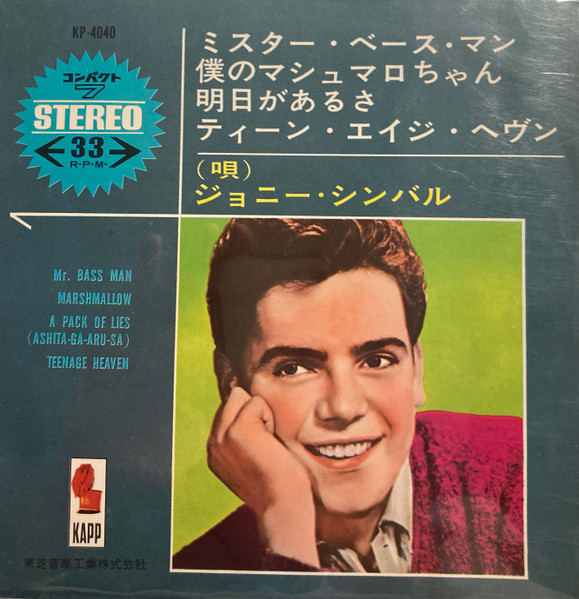 KP-4040
コンパクト
7
STEREO
33
R・P・M・
ミスター・ベース・マン
僕のマシュマロちゃん
明日があるさ
ティーン・エイジ・ヘヴン
(唄)
ジョニー・シンバル
Mr. BASS MAN
MARSHMALLOW
A PACK OF LIES
(ASHITA-GA-ARU-SA)
TEENAGE HEAVEN
KAPP
東芝音楽工業株式会社